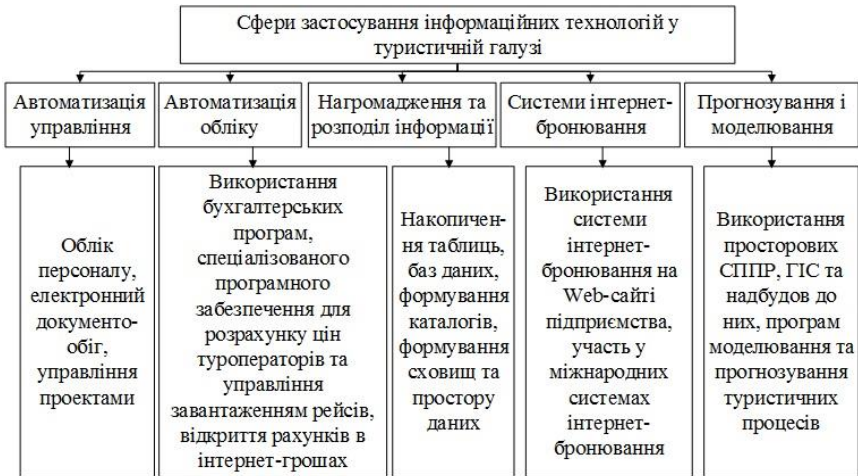 Сфери застосування інформаційних технологій у
туристичній галузі
Автоматизація
управління
Автоматизація
обліку
Нагромадження та
розподіл інформації
Системи інтернет-
бронювання
Прогнозування і
моделювання
Облік
персоналу,
електронний
документо-
обіг,
управління
проектами
Використання
бухгалтерських
програм,
спеціалізованого
програмного
забезпечення для
розрахунку цін
туроператорів та
управління
завантаженням рейсів,
відкриття рахунків в
інтернет-грошах
Накопичен-
ня таблиць,
баз даних,
формування
каталогів,
формування
сховищ та
простору
даних
Використання
системи
інтернет-
бронювання на
Web-сайті
підприємства,
участь у
міжнародних
системах
інтернет-
бронювання
Використання
просторових
СППР, ГІС та
надбудов до
них, програм
моделювання та
прогнозування
туристичних
процесів